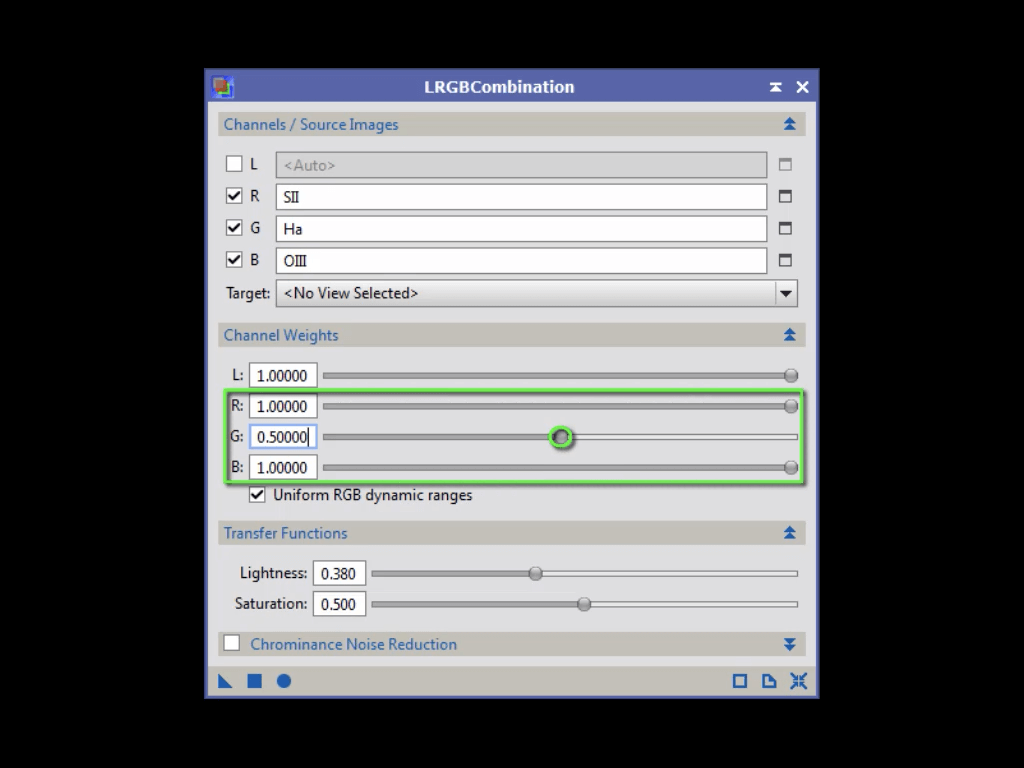 LRGBCombination
Channels / Source Images
L <Auto>
R SII
G Ha
B OIII
Target: <No View Selected>
Channel Weights
L: 1.00000
R: 1.00000
G: 0.50000
B: 1.00000
Uniform RGB dynamic ranges
Transfer Functions
Lightness: 0.380
Saturation: 0.500
Chrominance Noise Reduction